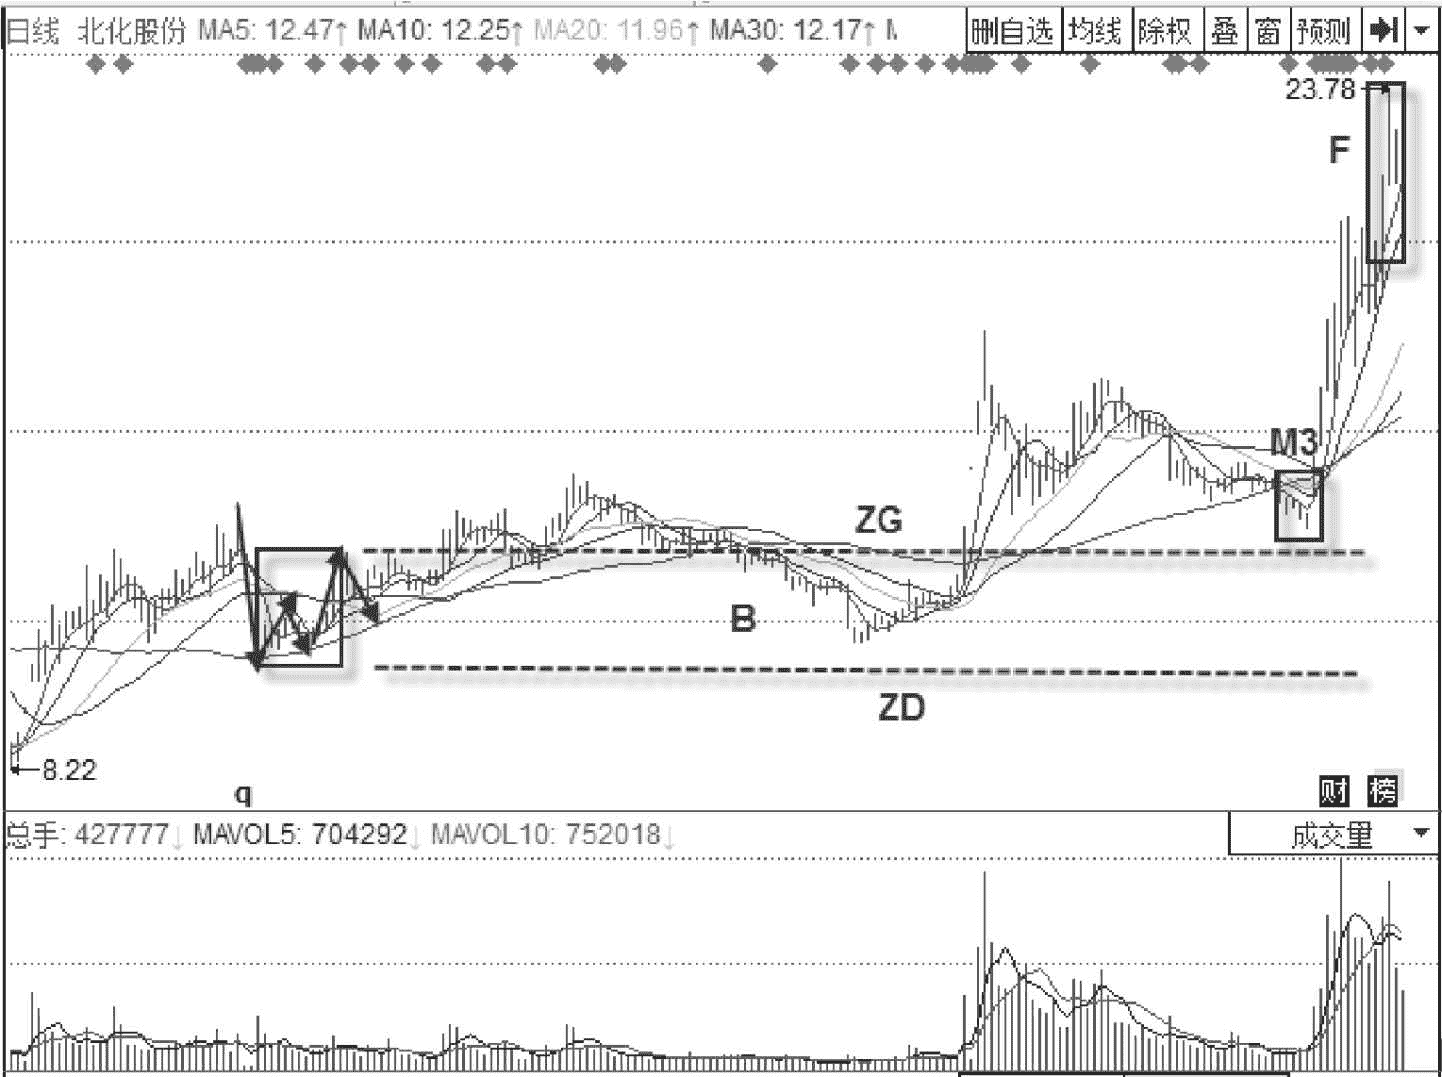 日线 北化股份 MA5: 12.47↑ MA10: 12.25↑ MA20: 11.96↑ MA30: 12.17↑
删自选 均线 除权 叠 窗 预测
23.78
F
M3
ZG
B
ZD
8.22
q
财 榜
总手: 427777↓ MAVOL5: 704292↓ MAVOL10: 752018↓
成交量